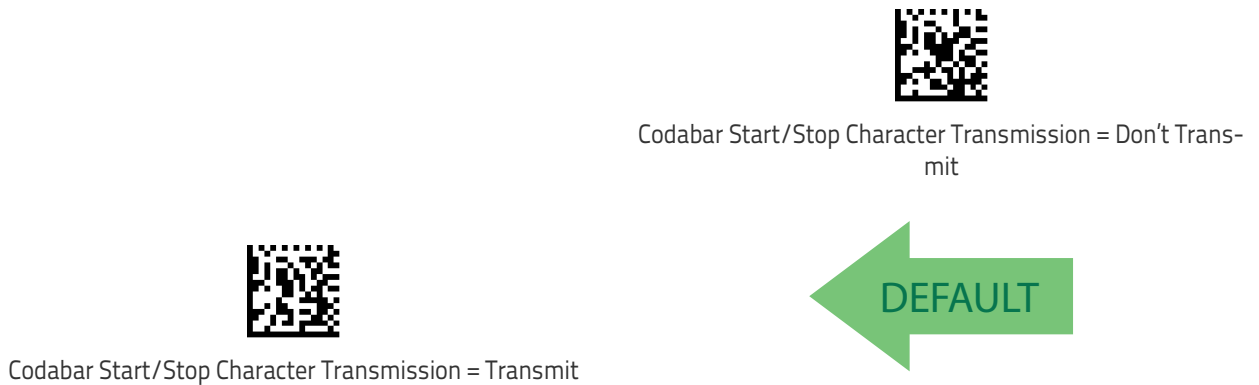 Codabar Start/Stop Character Transmission = Don't Trans-
mit
DEFAULT
Codabar Start/Stop Character Transmission = Transmit